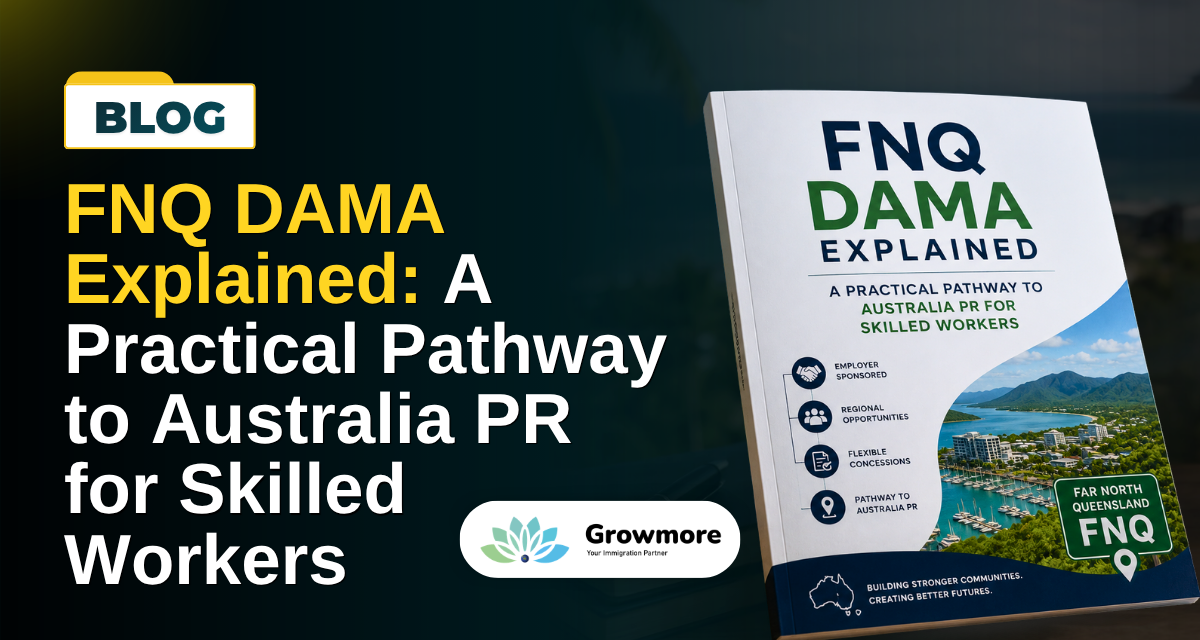 BLOG
FNQ DAMA
Explained: A
Practical Pathway
to Australia PR
for Skilled
Workers
Growmore
Your Immigration Partner
FNQ
DAMA
EXPLAINED
A PRACTICAL PATHWAY TO
AUSTRALIA PR FOR
SKILLED WORKERS
EMPLOYER
SPONSORED
REGIONAL
OPPORTUNITIES
FLEXIBLE
CONCESSIONS
PATHWAY TO
AUSTRALIA PR
FAR NORTH
QUEENSLAND
FNQ
BUILDING STRONGER COMMUNITIES.
CREATING BETTER FUTURES.